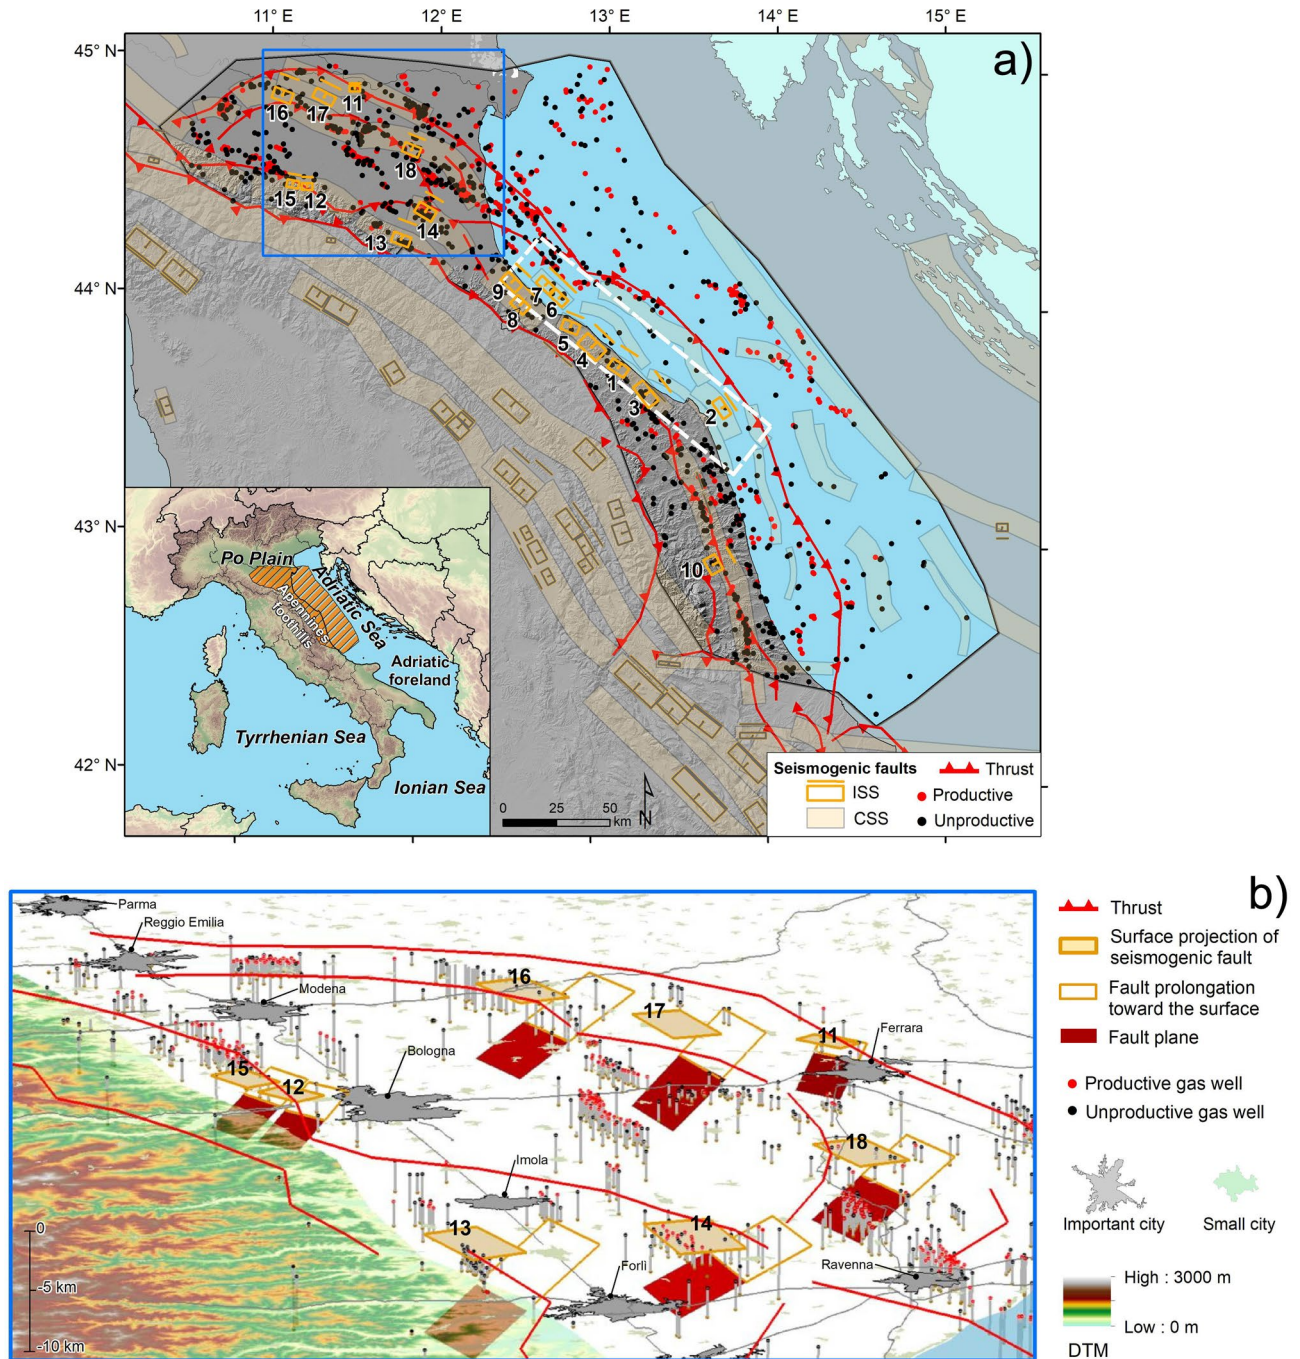 11° E
12° E
13° E
14° E
15° E
45° N
44° N
43° N
42° N
a)
16
17
11
18
15
12
14
13
9
7
6
8
5
4
1
3
2
10
Po Plain
Adriatic Sea
Apennines
foothills
Adriatic
foreland
Tyrrhenian Sea
Ionian Sea
0 25 50
km
N
Seismogenic faults
ISS
CSS
Thrust
Productive
Unproductive
b)
Parma
Reggio Emilia
Modena
Bologna
Imola
Forlì
Ravenna
Ferrara
16
17
11
15
12
18
13
14
0
-5 km
-10 km
Thrust
Surface projection of
seismogenic fault
Fault prolongation
toward the surface
Fault plane
Productive gas well
Unproductive gas well
Important city
Small city
High : 3000 m
Low : 0 m
DTM